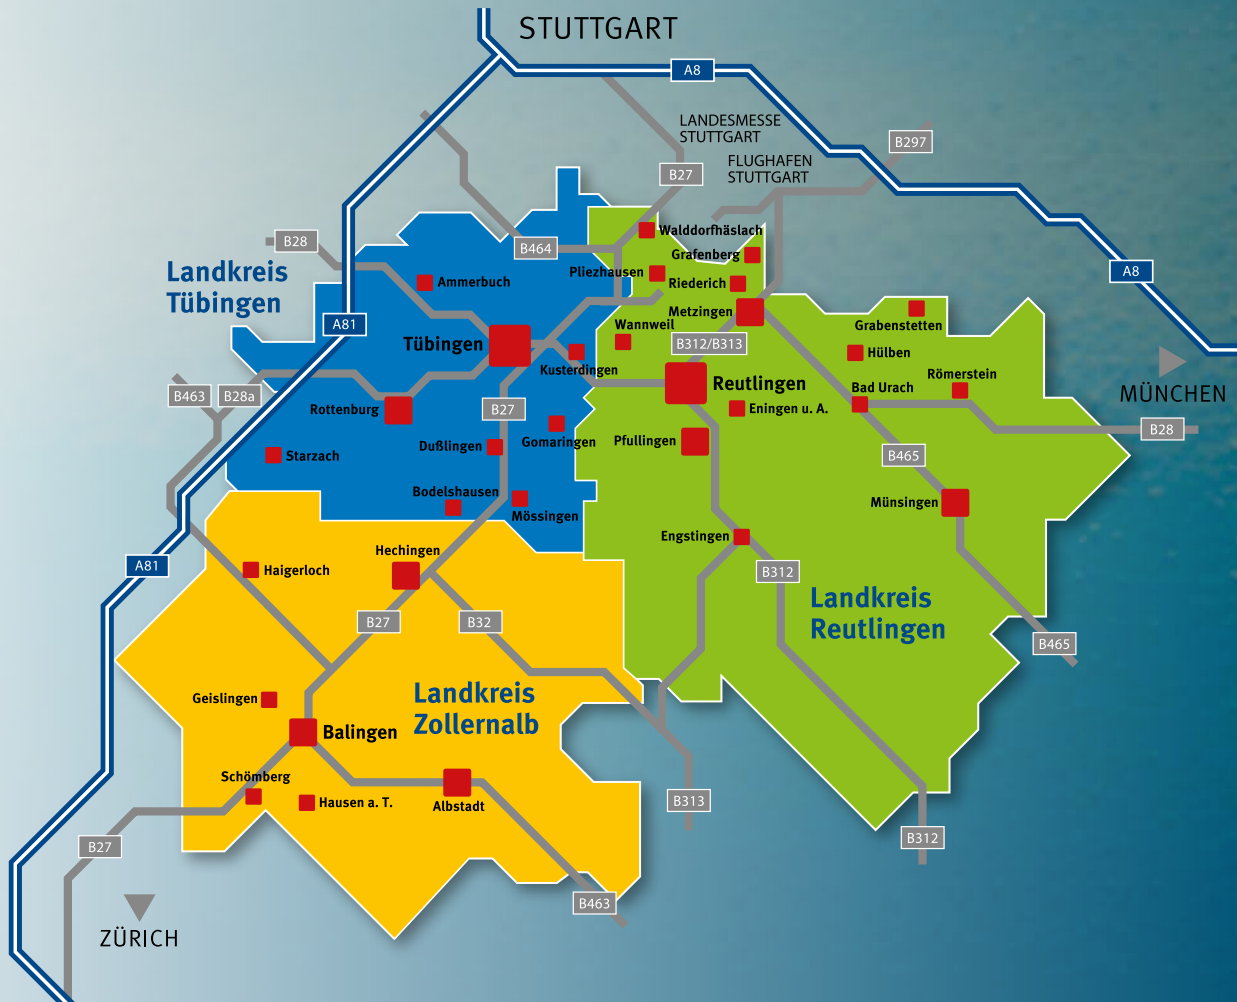 STUTTGART
A8
LANDESMESSE
STUTTGART
B297
FLUGHAFEN
STUTTGART
B27
Walddorfhäslach
B28
B464
Grafenberg
Landkreis
Tübingen
Pliezhausen
Riederich
A8
Ammerbuch
Metzingen
Grabenstetten
A81
Wannweil
Tübingen
B312/B313
Hülben
Kusterdingen
Römerstein
MÜNCHEN
Reutlingen
Bad Urach
B463
B28a
Rottenburg
B27
Eningen u. A.
B28
Gomaringen
Pfullingen
Dußlingen
Starzach
B465
Bodelshausen
Mössingen
Münsingen
Engstingen
Hechingen
A81
Haigerloch
B312
Landkreis
Reutlingen
B27
B32
B465
Geislingen
Landkreis
Zollernalb
Balingen
Schömberg
Hausen a. T.
Albstadt
B313
B27
B312
B463
ZÜRICH